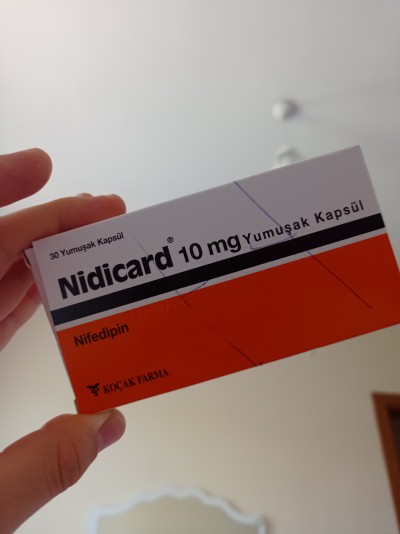 30 Yumuşak Kapsül
Nidicard® 10 mg Yumuşak Kapsül
Nifedipin
KOÇAK FARMA